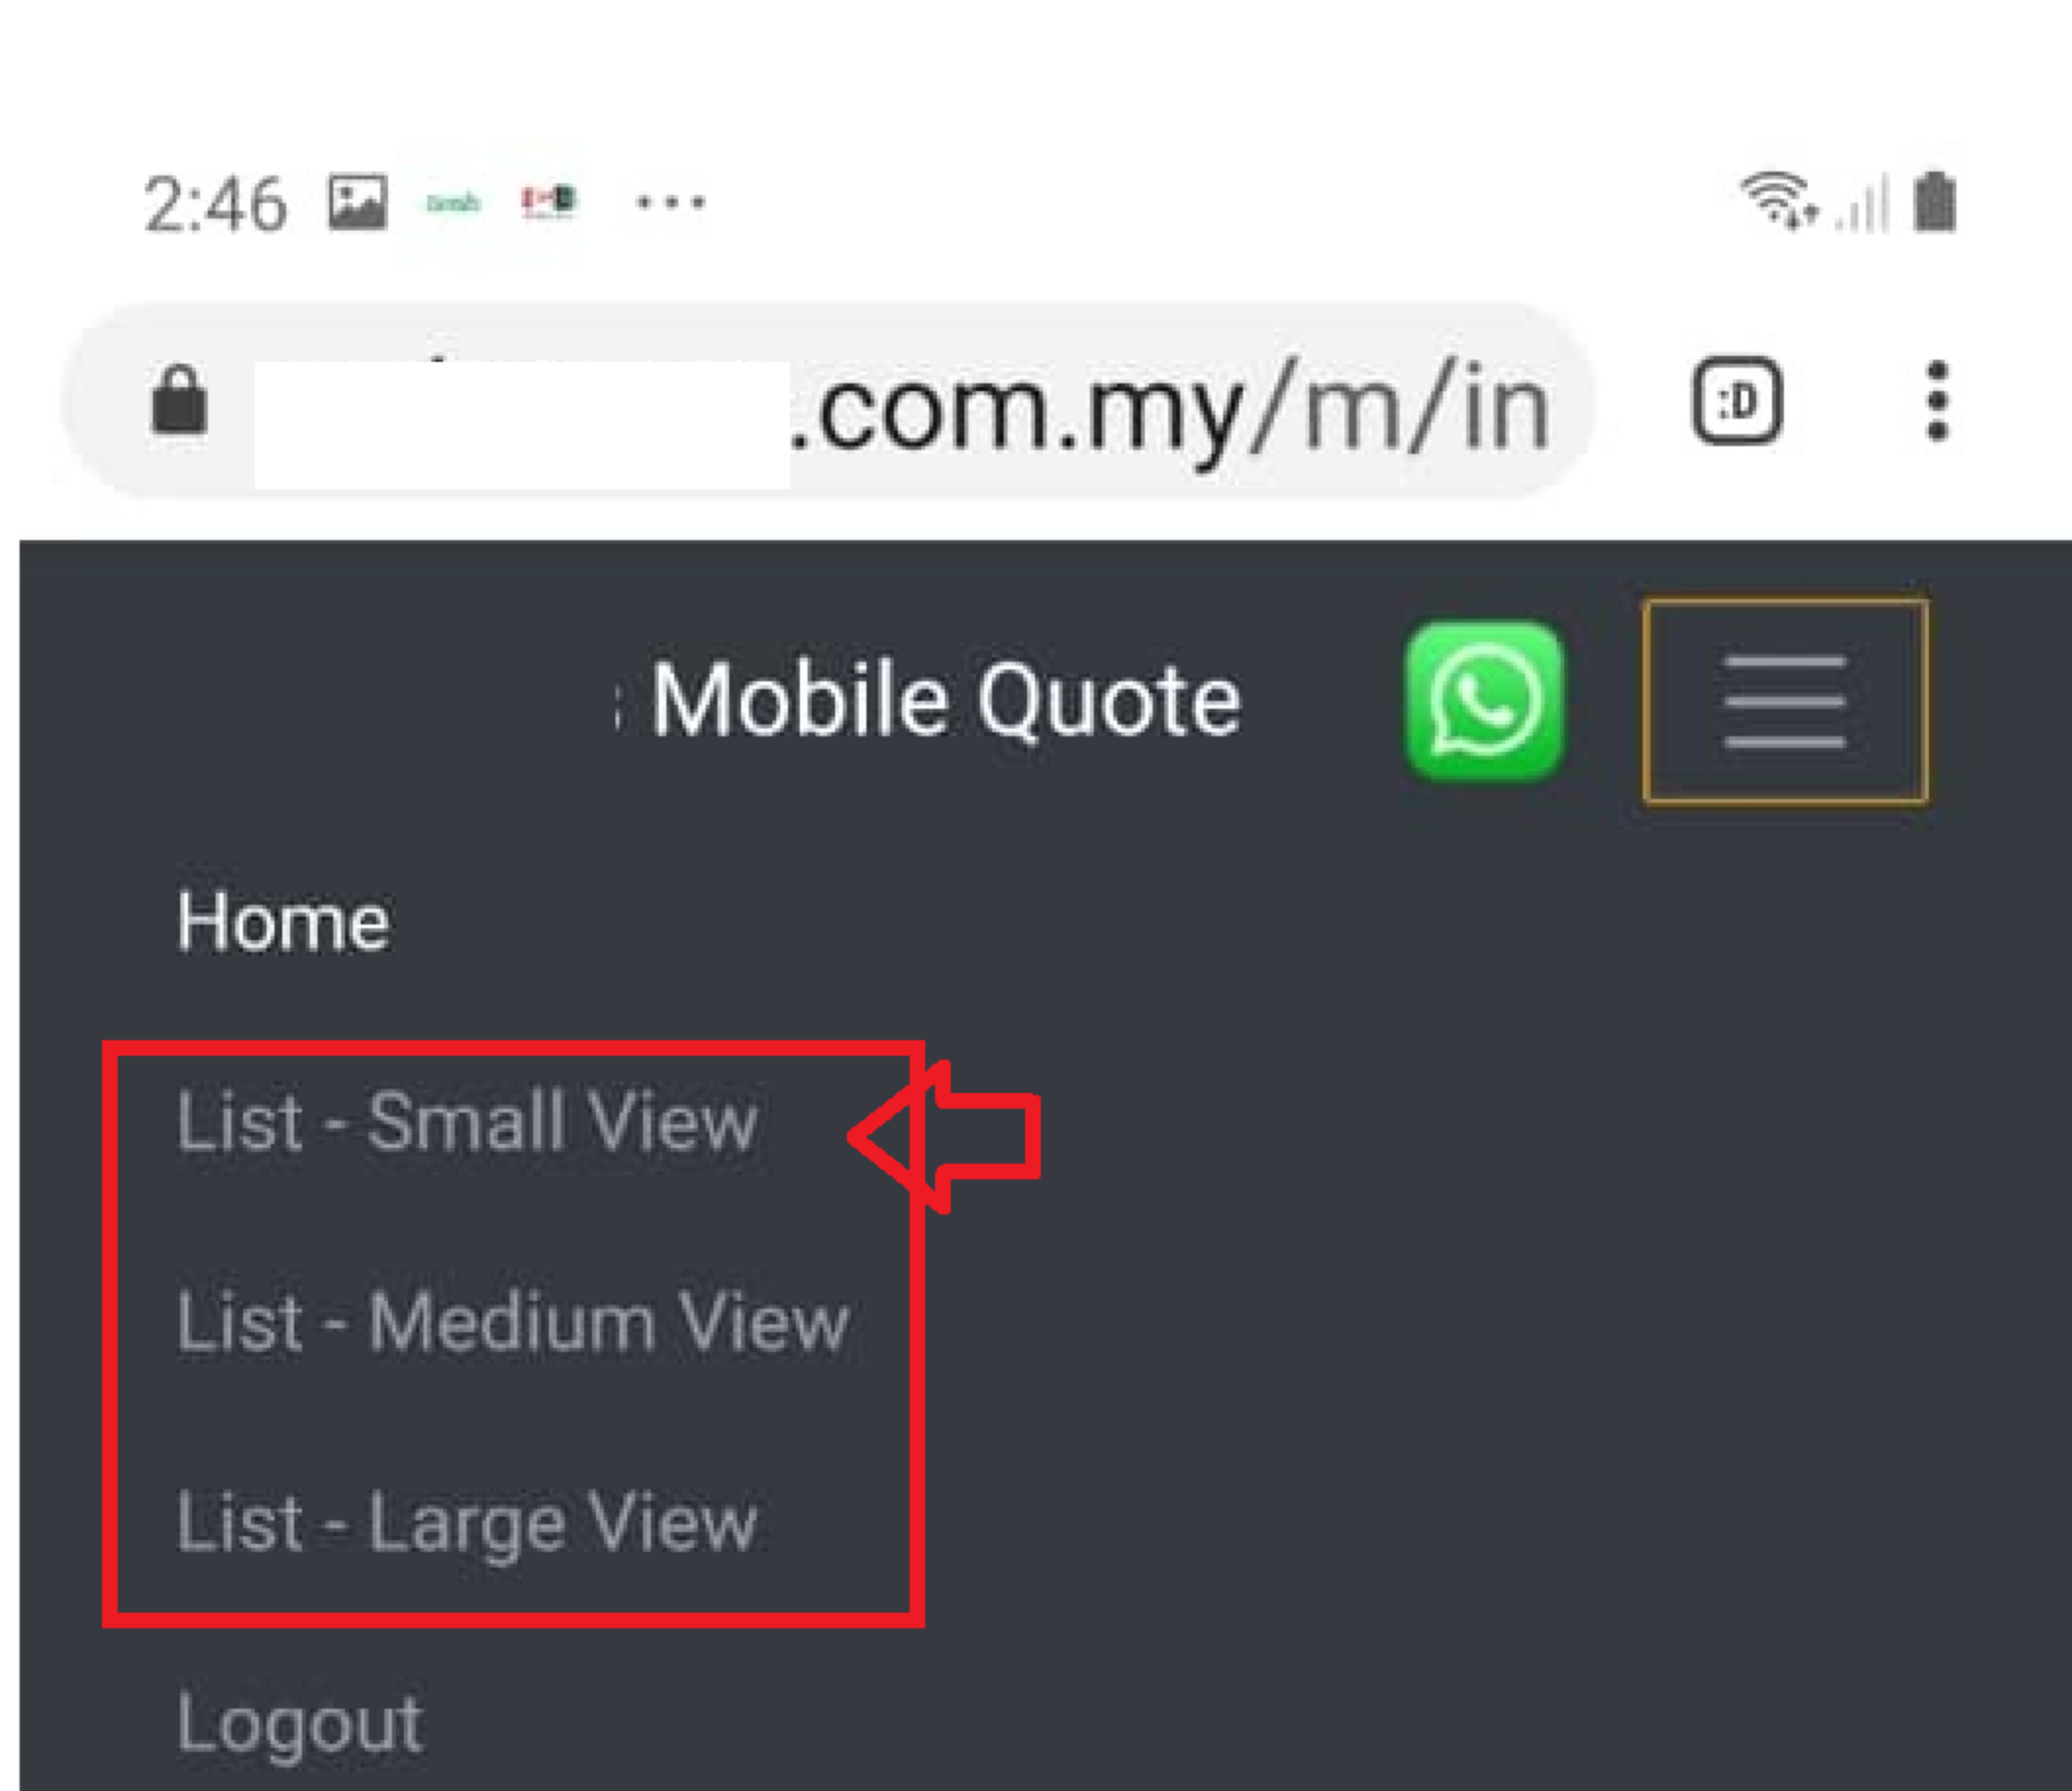 2:46
.com.my/m/in
:D
Mobile Quote
Home
List - Small View
List - Medium View
List - Large View
Logout